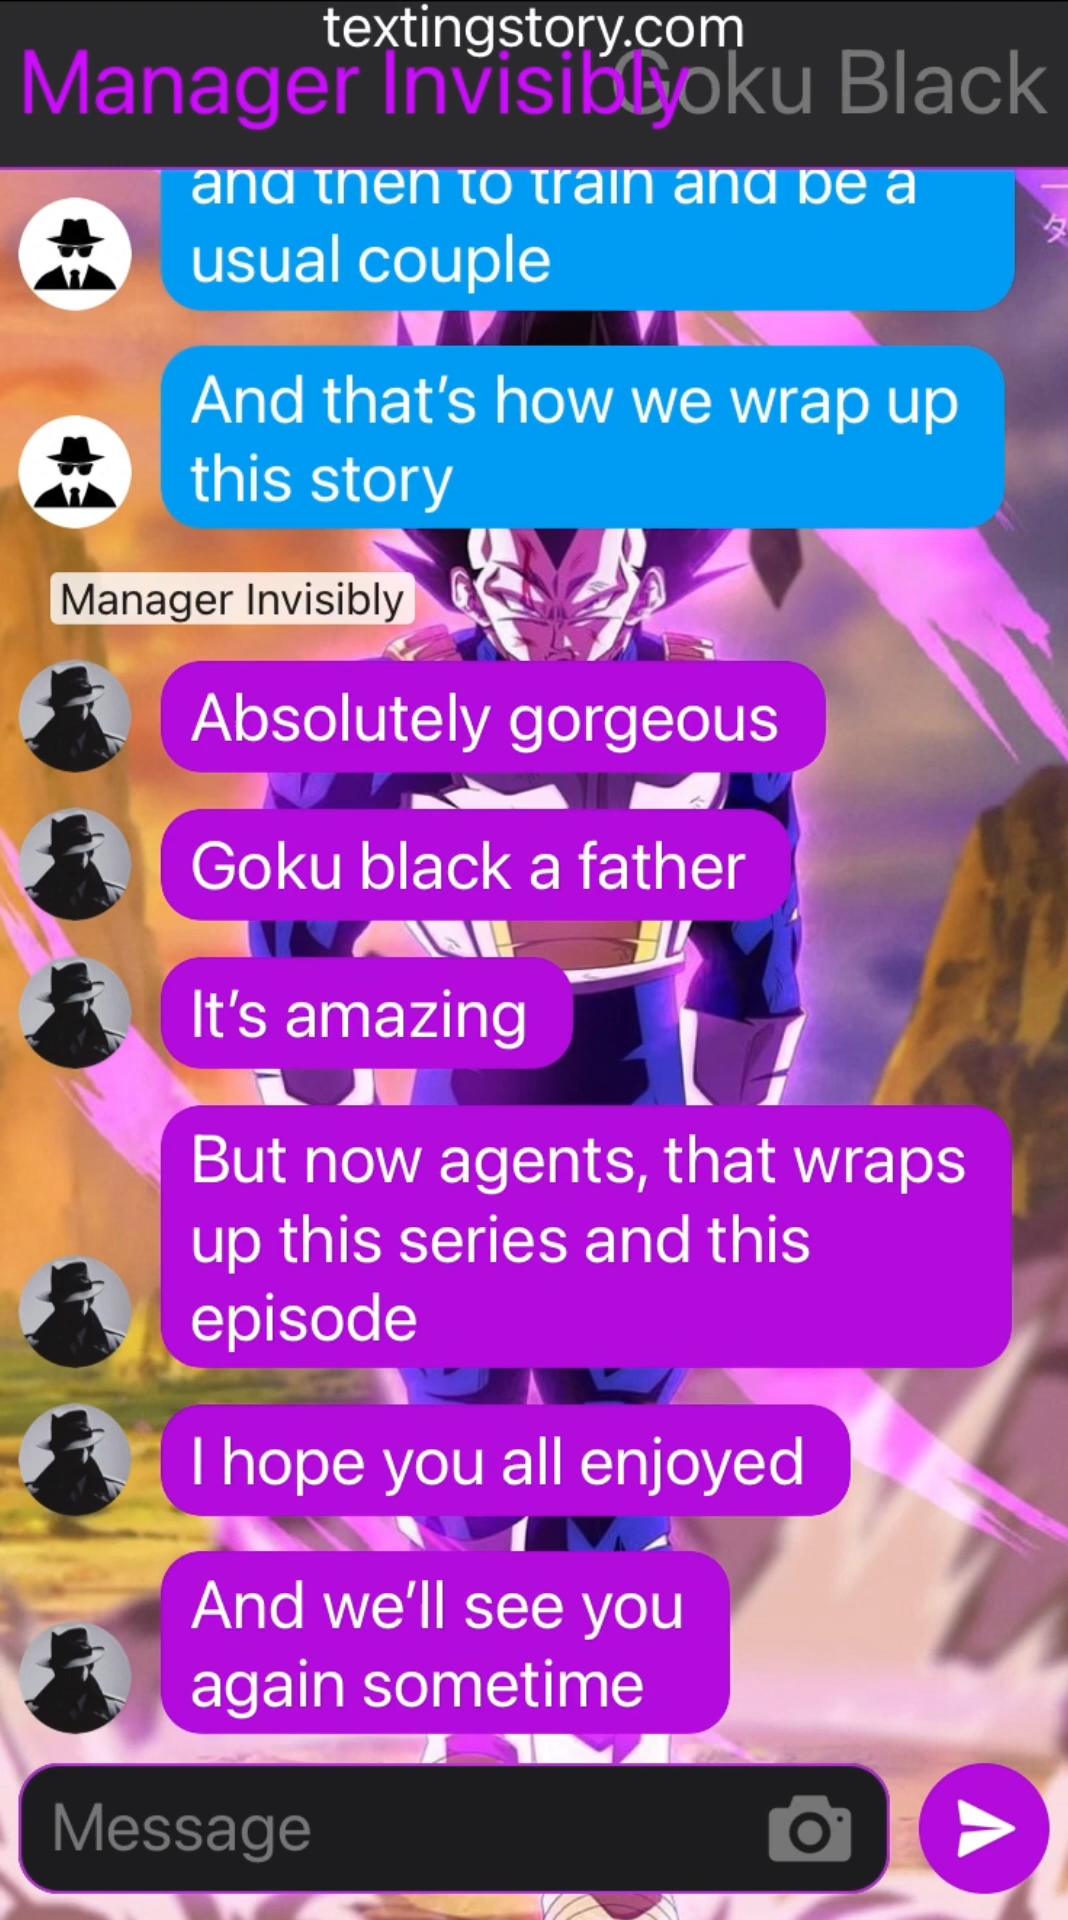 textingstory.com
Manager Invisibly Goku Black
and then to train and be a
usual couple
And that’s how we wrap up
this story
Manager Invisibly
Absolutely gorgeous
Goku black a father
It’s amazing
But now agents, that wraps
up this series and this
episode
I hope you all enjoyed
And we’ll see you
again sometime
Message